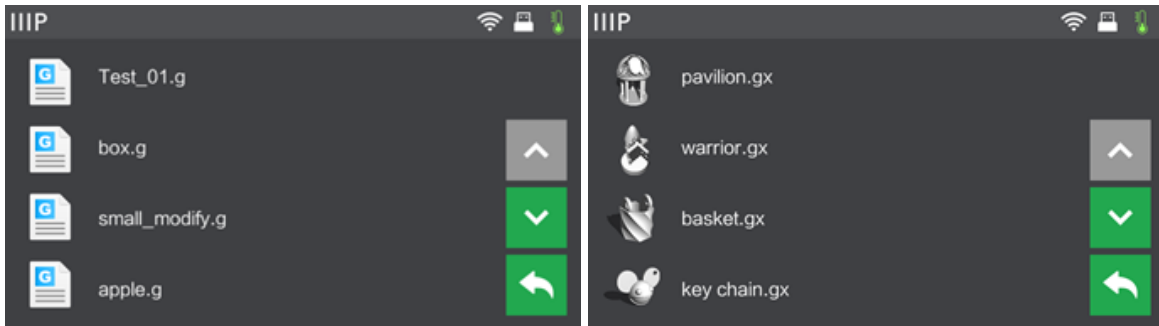 IIIP
Test_01.g
box.g
small_modify.g
apple.g
IIIP
pavilion.gx
warrior.gx
basket.gx
key chain.gx